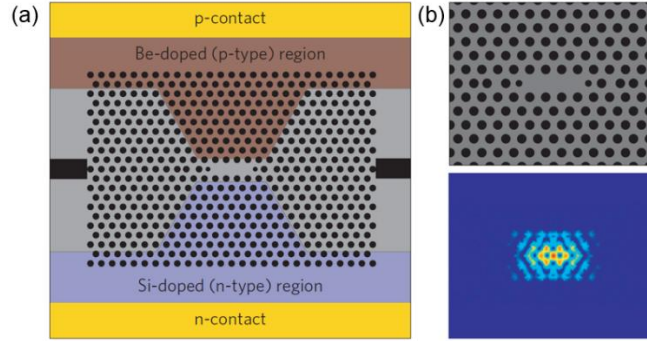 (a)
p-contact
Be-doped (p-type) region
Si-doped (n-type) region
n-contact
(b)